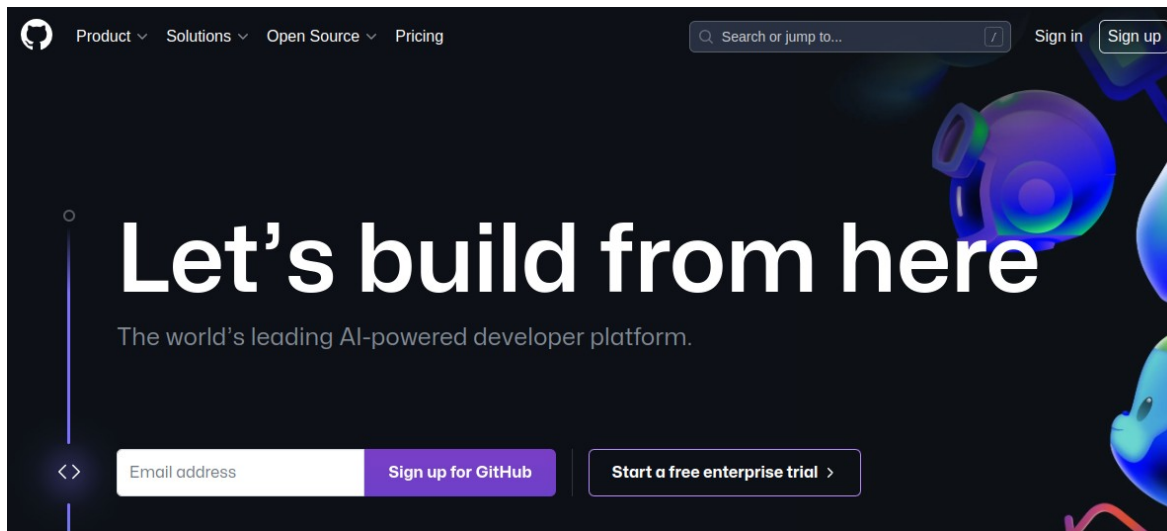 Product Solutions Open Source Pricing Search or jump to... / Sign in Sign up
Let’s build from here
The world’s leading AI-powered developer platform.
Email address Sign up for GitHub Start a free enterprise trial